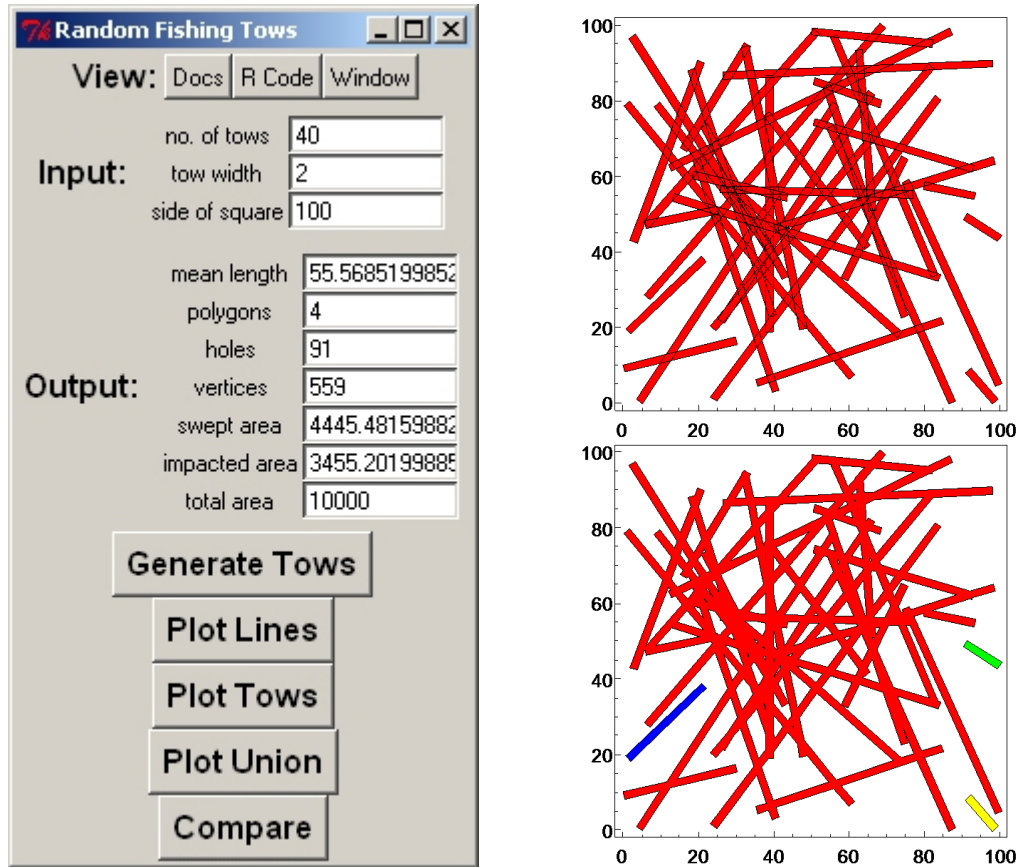 Random Fishing Tows
View: Docs R Code Window
Input:
no. of tows 40
tow width 2
side of square 100
Output:
mean length 55.5685199852
polygons 4
holes 91
vertices 559
swept area 4445.48159882
impacted area 3455.20199885
total area 10000
Generate Tows
Plot Lines
Plot Tows
Plot Union
Compare
100
80
60
40
20
0
0 20 40 60 80 100
100
80
60
40
20
0
0 20 40 60 80 100